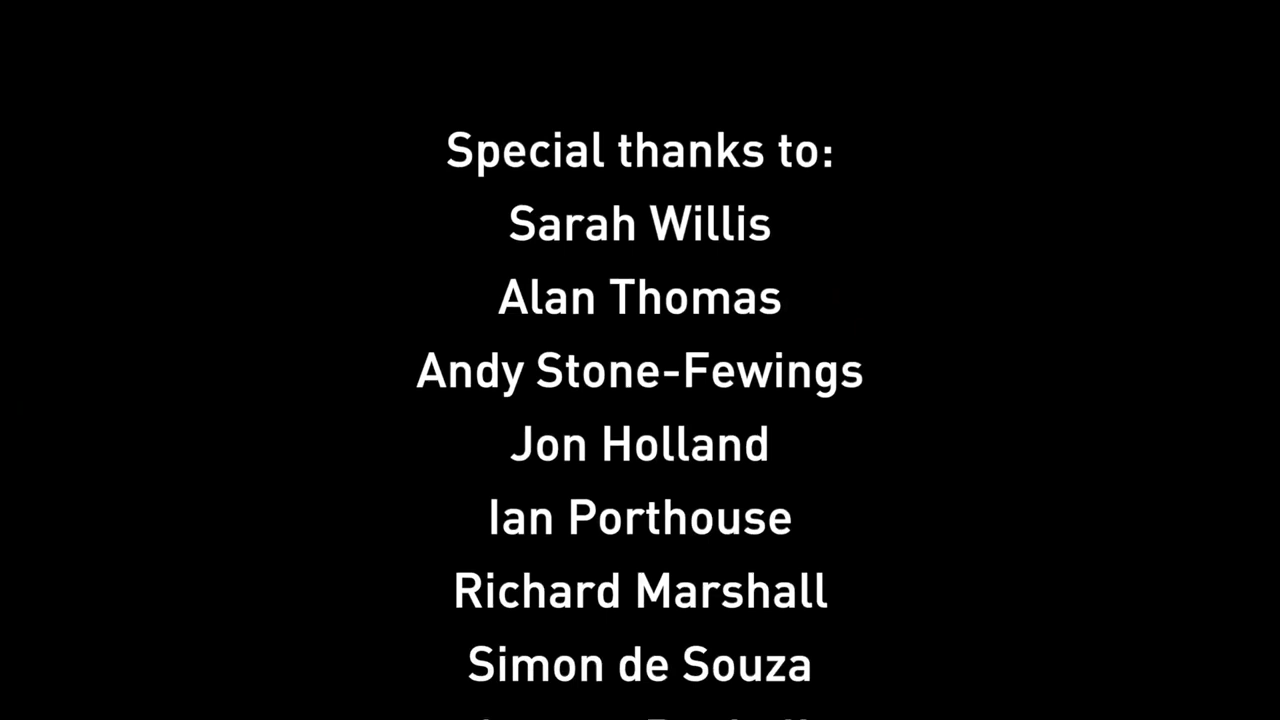 Special thanks to:
Sarah Willis
Alan Thomas
Andy Stone-Fewings
Jon Holland
Ian Porthouse
Richard Marshall
Simon de Souza